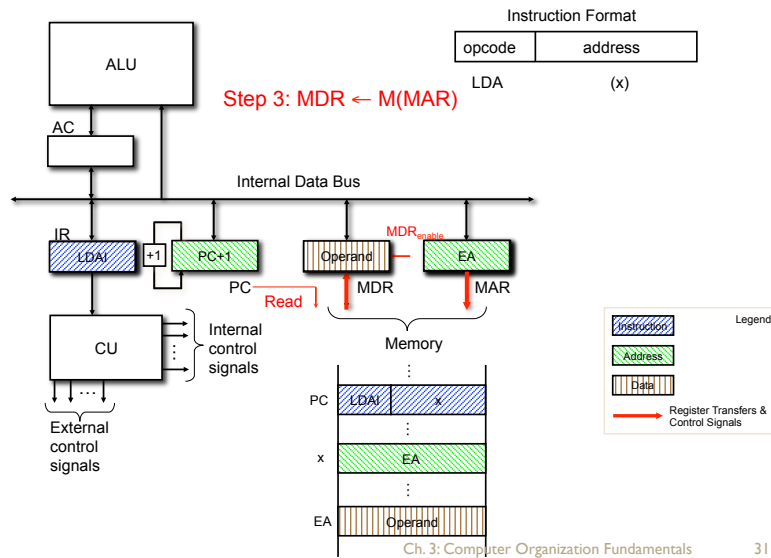 Instruction Format
opcode address
LDA (x)
ALU
Step 3: MDR ← M(MAR)
AC
Internal Data Bus
IR
LDAI
+1
PC+1
Operand
MDRenable
EA
PC
Read
MDR
MAR
CU
...
Internal
control
signals
...
External
control
signals
Memory
...
PC LDAI x
...
x EA
...
EA Operand
Legend
Instruction
Address
Data
Register Transfers &
Control Signals
Ch. 3: Computer Organization Fundamentals 31